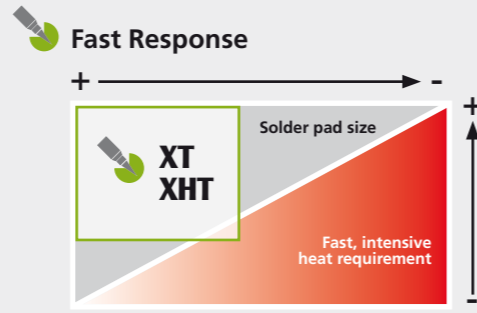 Fast Response
+ -
Solder pad size
+
XT
XHT
Fast, intensive
heat requirement
-